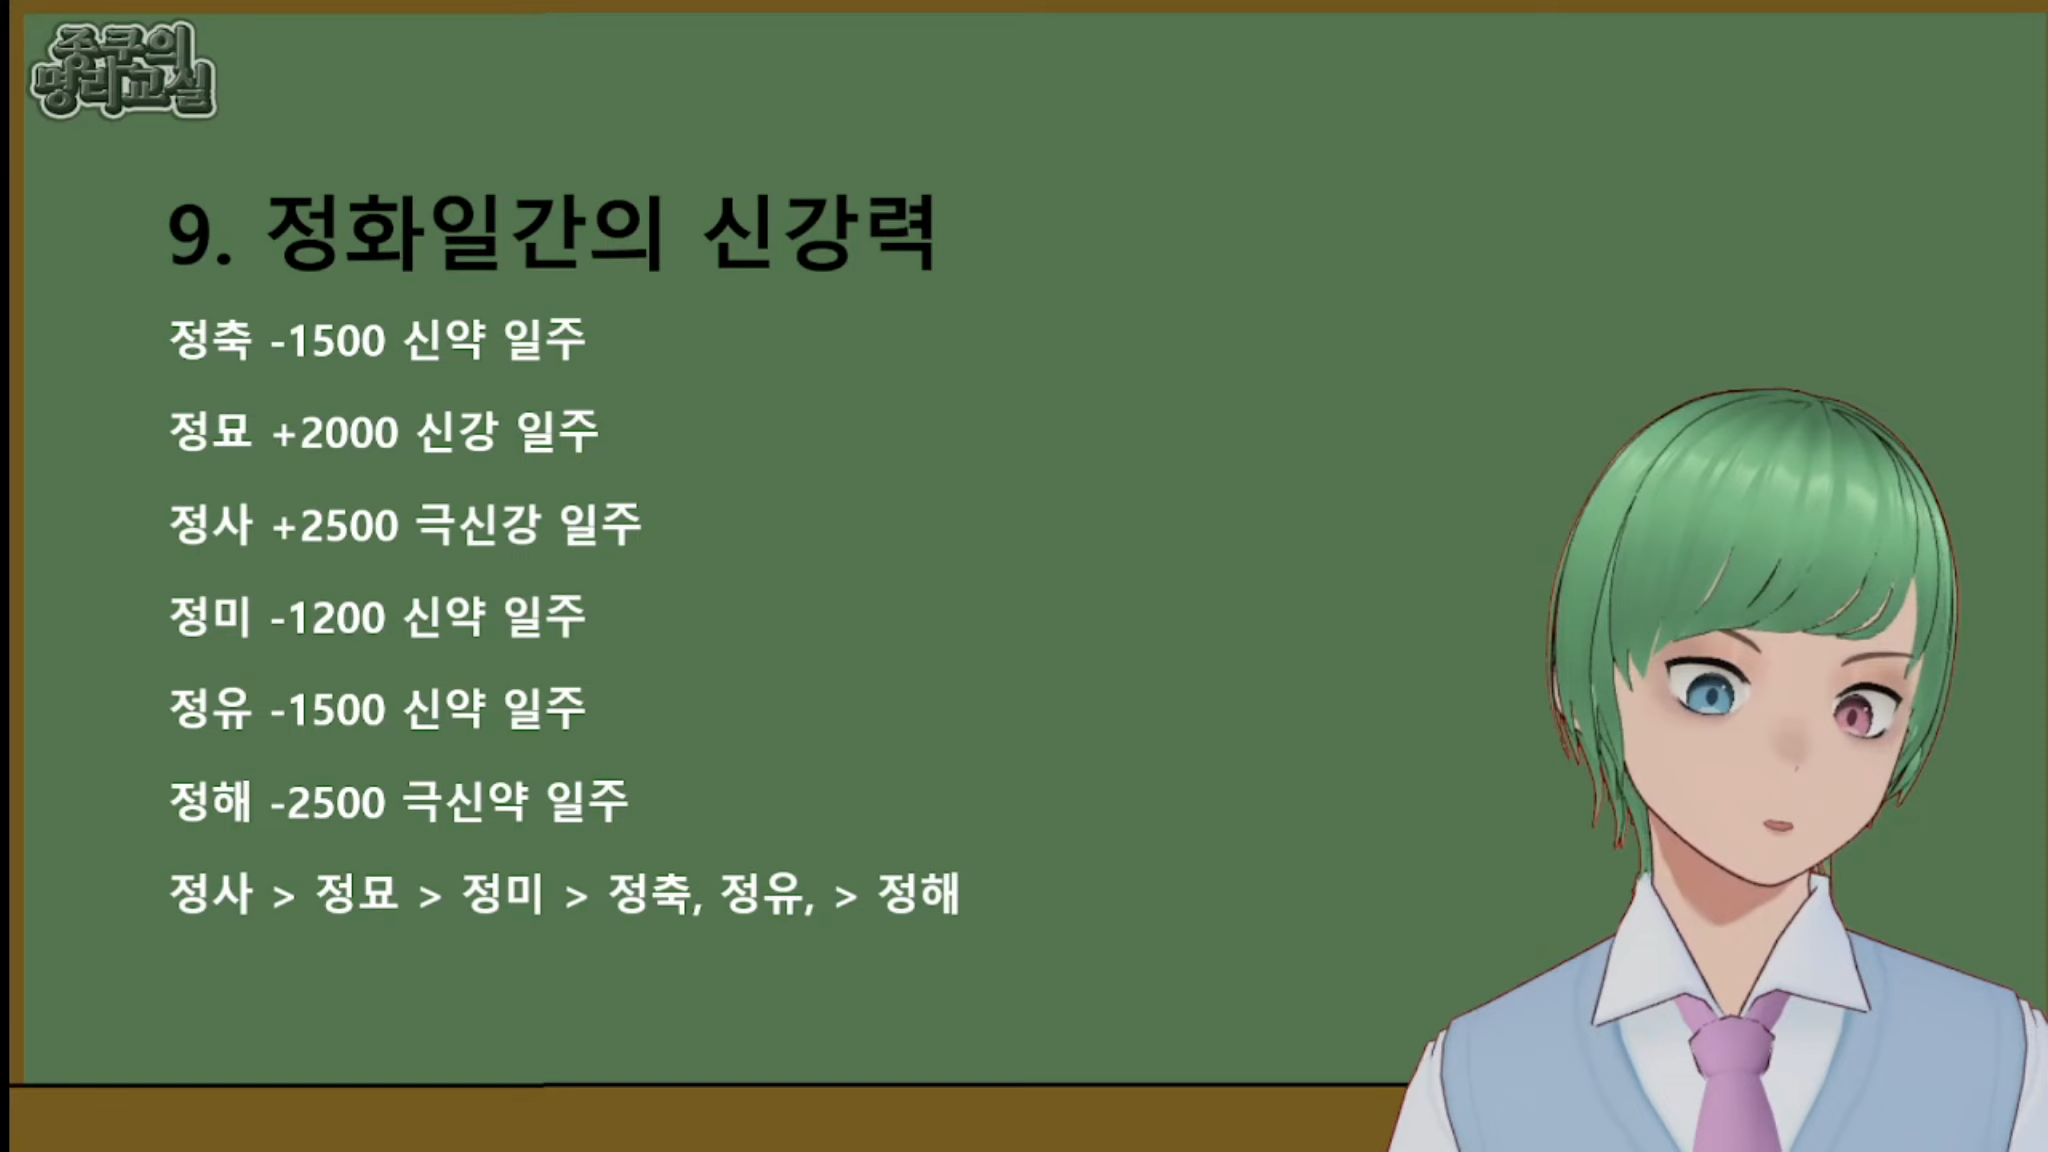 종쿠의
명리교실
9. 정화일간의 신강력
정축 -1500 신약 일주
정묘 +2000 신강 일주
정사 +2500 극신강 일주
정미 -1200 신약 일주
정유 -1500 신약 일주
정해 -2500 극신약 일주
정사 > 정묘 > 정미 > 정축, 정유, > 정해